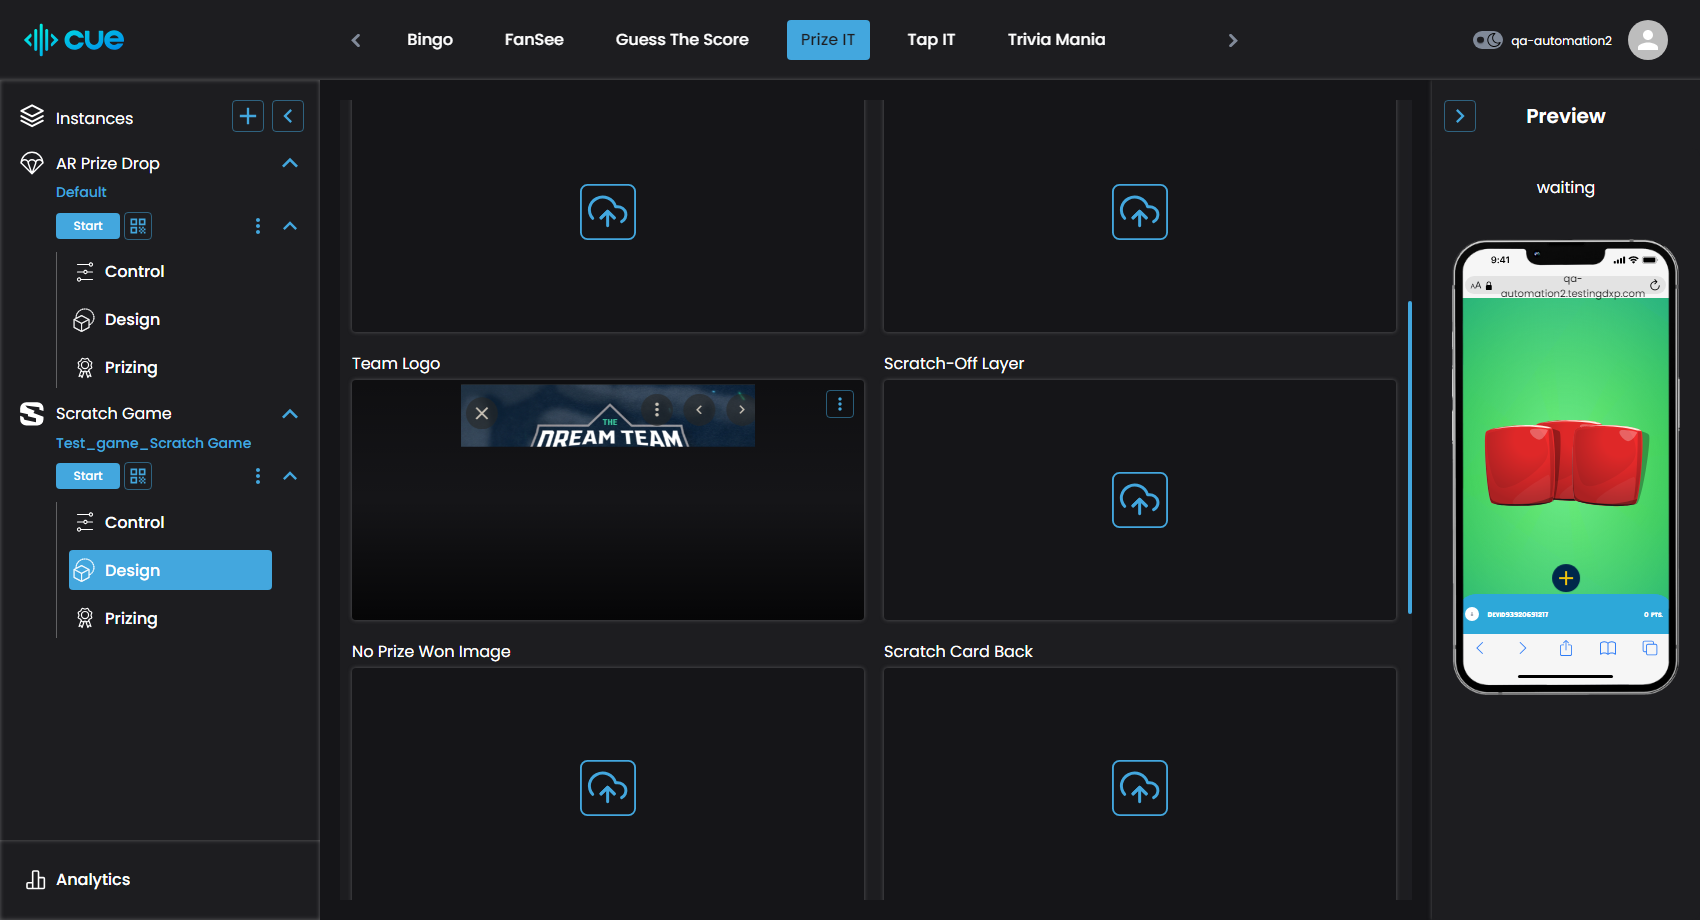 cue
Bingo
FanSee
Guess The Score
Prize IT
Tap IT
Trivia Mania
qa-automation2
Instances
AR Prize Drop
Default
Start
Control
Design
Prizing
Scratch Game
Test_game_Scratch Game
Start
Control
Design
Prizing
Analytics
Team Logo
THE
DREAM TEAM
Scratch-Off Layer
No Prize Won Image
Scratch Card Back
Preview
waiting
9:41
AA
qa-
automation2.testingdxp.com
0 PTS.